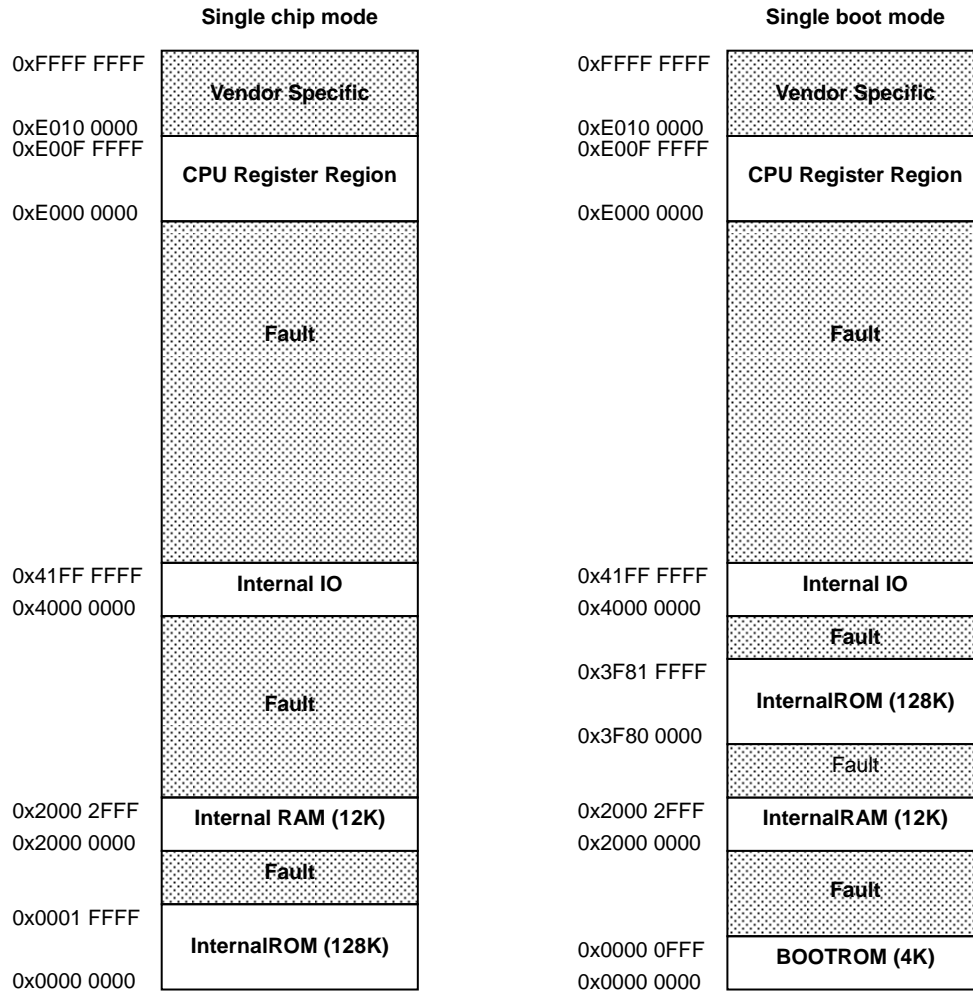 Single chip mode
0xFFFF FFFF
Vendor Specific
0xE010 0000
0xE00F FFFF
CPU Register Region
0xE000 0000
Fault
0x41FF FFFF
Internal IO
0x4000 0000
Fault
0x2000 2FFF
Internal RAM (12K)
0x2000 0000
Fault
0x0001 FFFF
InternalROM (128K)
0x0000 0000
Single boot mode
0xFFFF FFFF
Vendor Specific
0xE010 0000
0xE00F FFFF
CPU Register Region
0xE000 0000
Fault
0x41FF FFFF
Internal IO
0x4000 0000
Fault
0x3F81 FFFF
InternalROM (128K)
0x3F80 0000
Fault
0x2000 2FFF
InternalRAM (12K)
0x2000 0000
Fault
0x0000 0FFF
BOOTROM (4K)
0x0000 0000